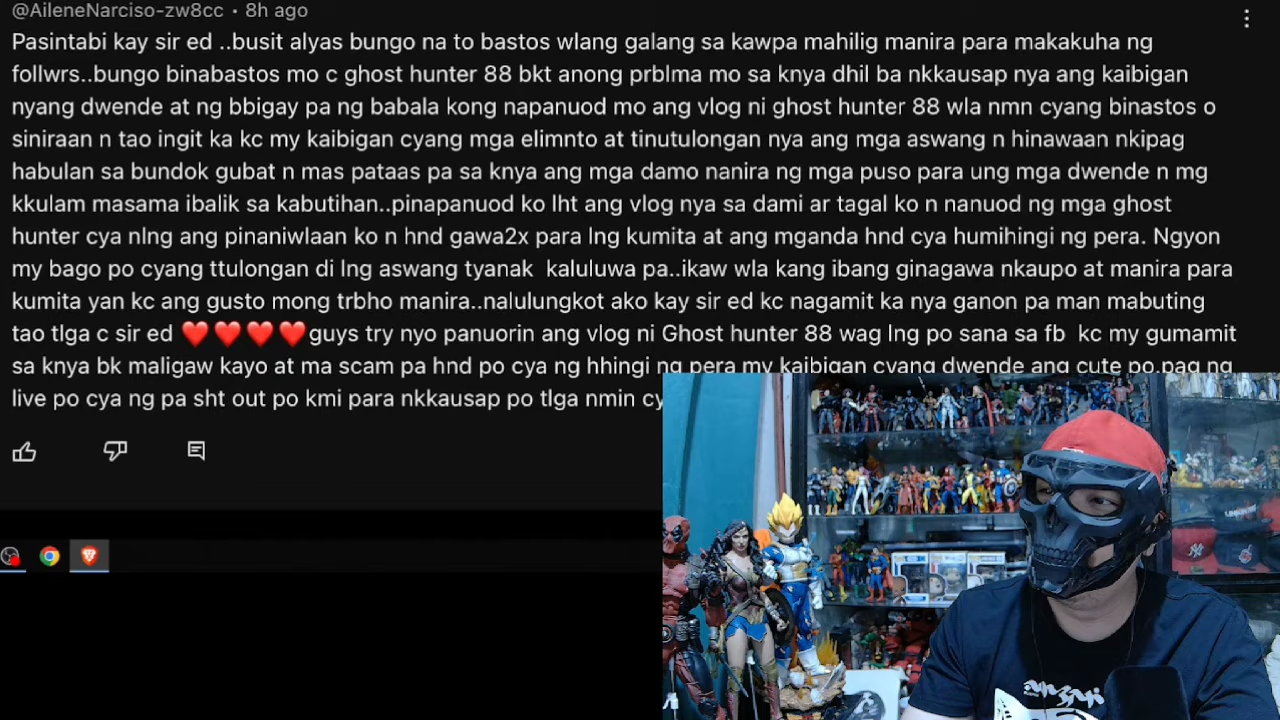 @AileneNarciso-zw8cc • 8h ago
Pasintabi kay sir ed ..busit alyas bungo na to bastos wlang galang sa kawpa mahilig manira para makakuha ng
follwrs..bungo binabastos mo c ghost hunter 88 bkt anong prblma mo sa knya dhil ba nkkausap nya ang kaibigan
nyang dwende at ng bbigay pa ng babala kong napanuod mo ang vlog ni ghost hunter 88 wla nmn cyang binastos o
siniraan n tao ingit ka kc my kaibigan cyang mga elimnto at tinutulongan nya ang mga aswang n hinawaan nkipag
habulan sa bundok gubat n mas pataas pa sa knya ang mga damo nanira ng mga puso para ung mga dwende n mg
kkulam masama ibalik sa kabutihan..pinapanuod ko lht ang vlog nya sa dami ar tagal ko n nanuod ng mga ghost
hunter cya nlng ang pinaniwlaan ko n hnd gawa2x para lng kumita at ang mganda hnd cya humihingi ng pera. Ngyon
my bago po cyang ttulongan di lng aswang tyanak  kaluluwa pa..ikaw wla kang ibang ginagawa nkaupo at manira para
kumita yan kc ang gusto mong trbho manira..nalulungkot ako kay sir ed kc nagamit ka nya ganon pa man mabuting
tao tlga c sir ed ❤️❤️❤️❤️guys try nyo panuorin ang vlog ni Ghost hunter 88 wag lng po sana sa fb  kc my gumamit
sa knya bk maligaw kayo at ma scam pa hnd po cya ng hhingi ng pera my kaibigan cyang dwende ang cute po.pag ng
live po cya ng pa sht out po kmi para nkkausap po tlga nmin cy